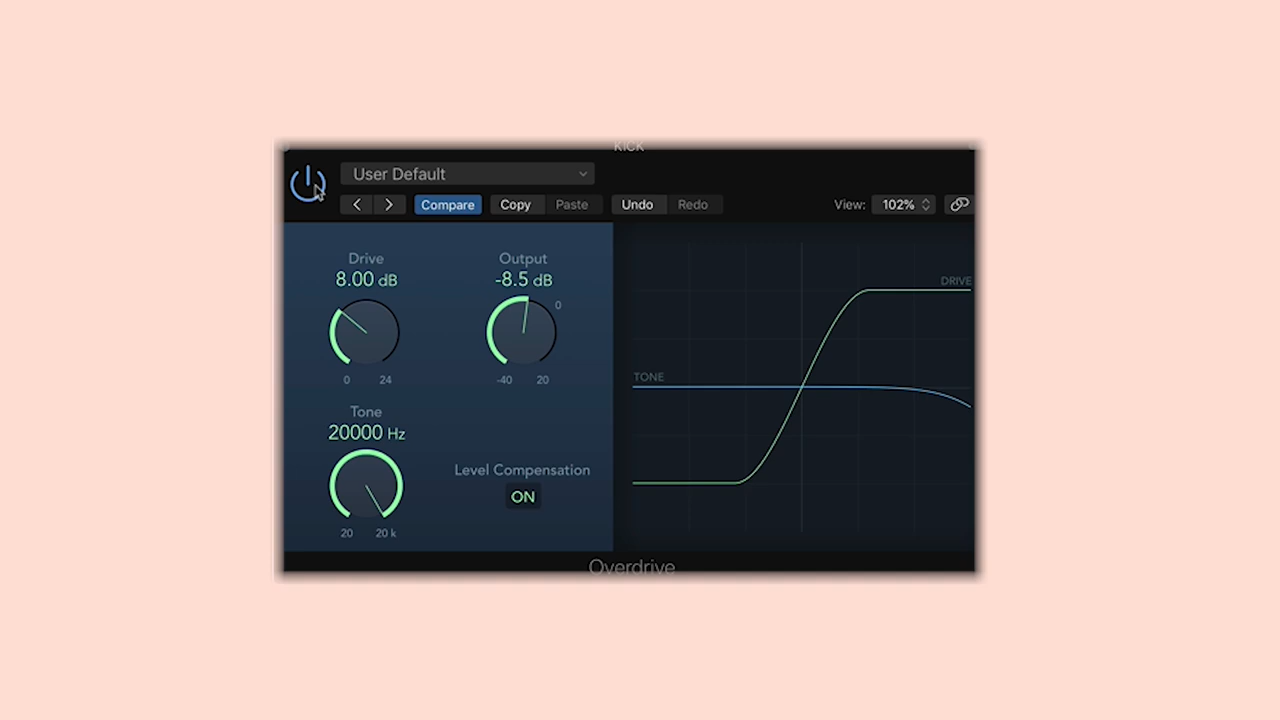 KICK
User Default
Compare Copy Paste Undo Redo View: 102%
Drive
8.00 dB
0 24
Output
-8.5 dB
0
-40 20
Tone
20000 Hz
20 20 k
Level Compensation
ON
DRIVE
TONE
Overdrive